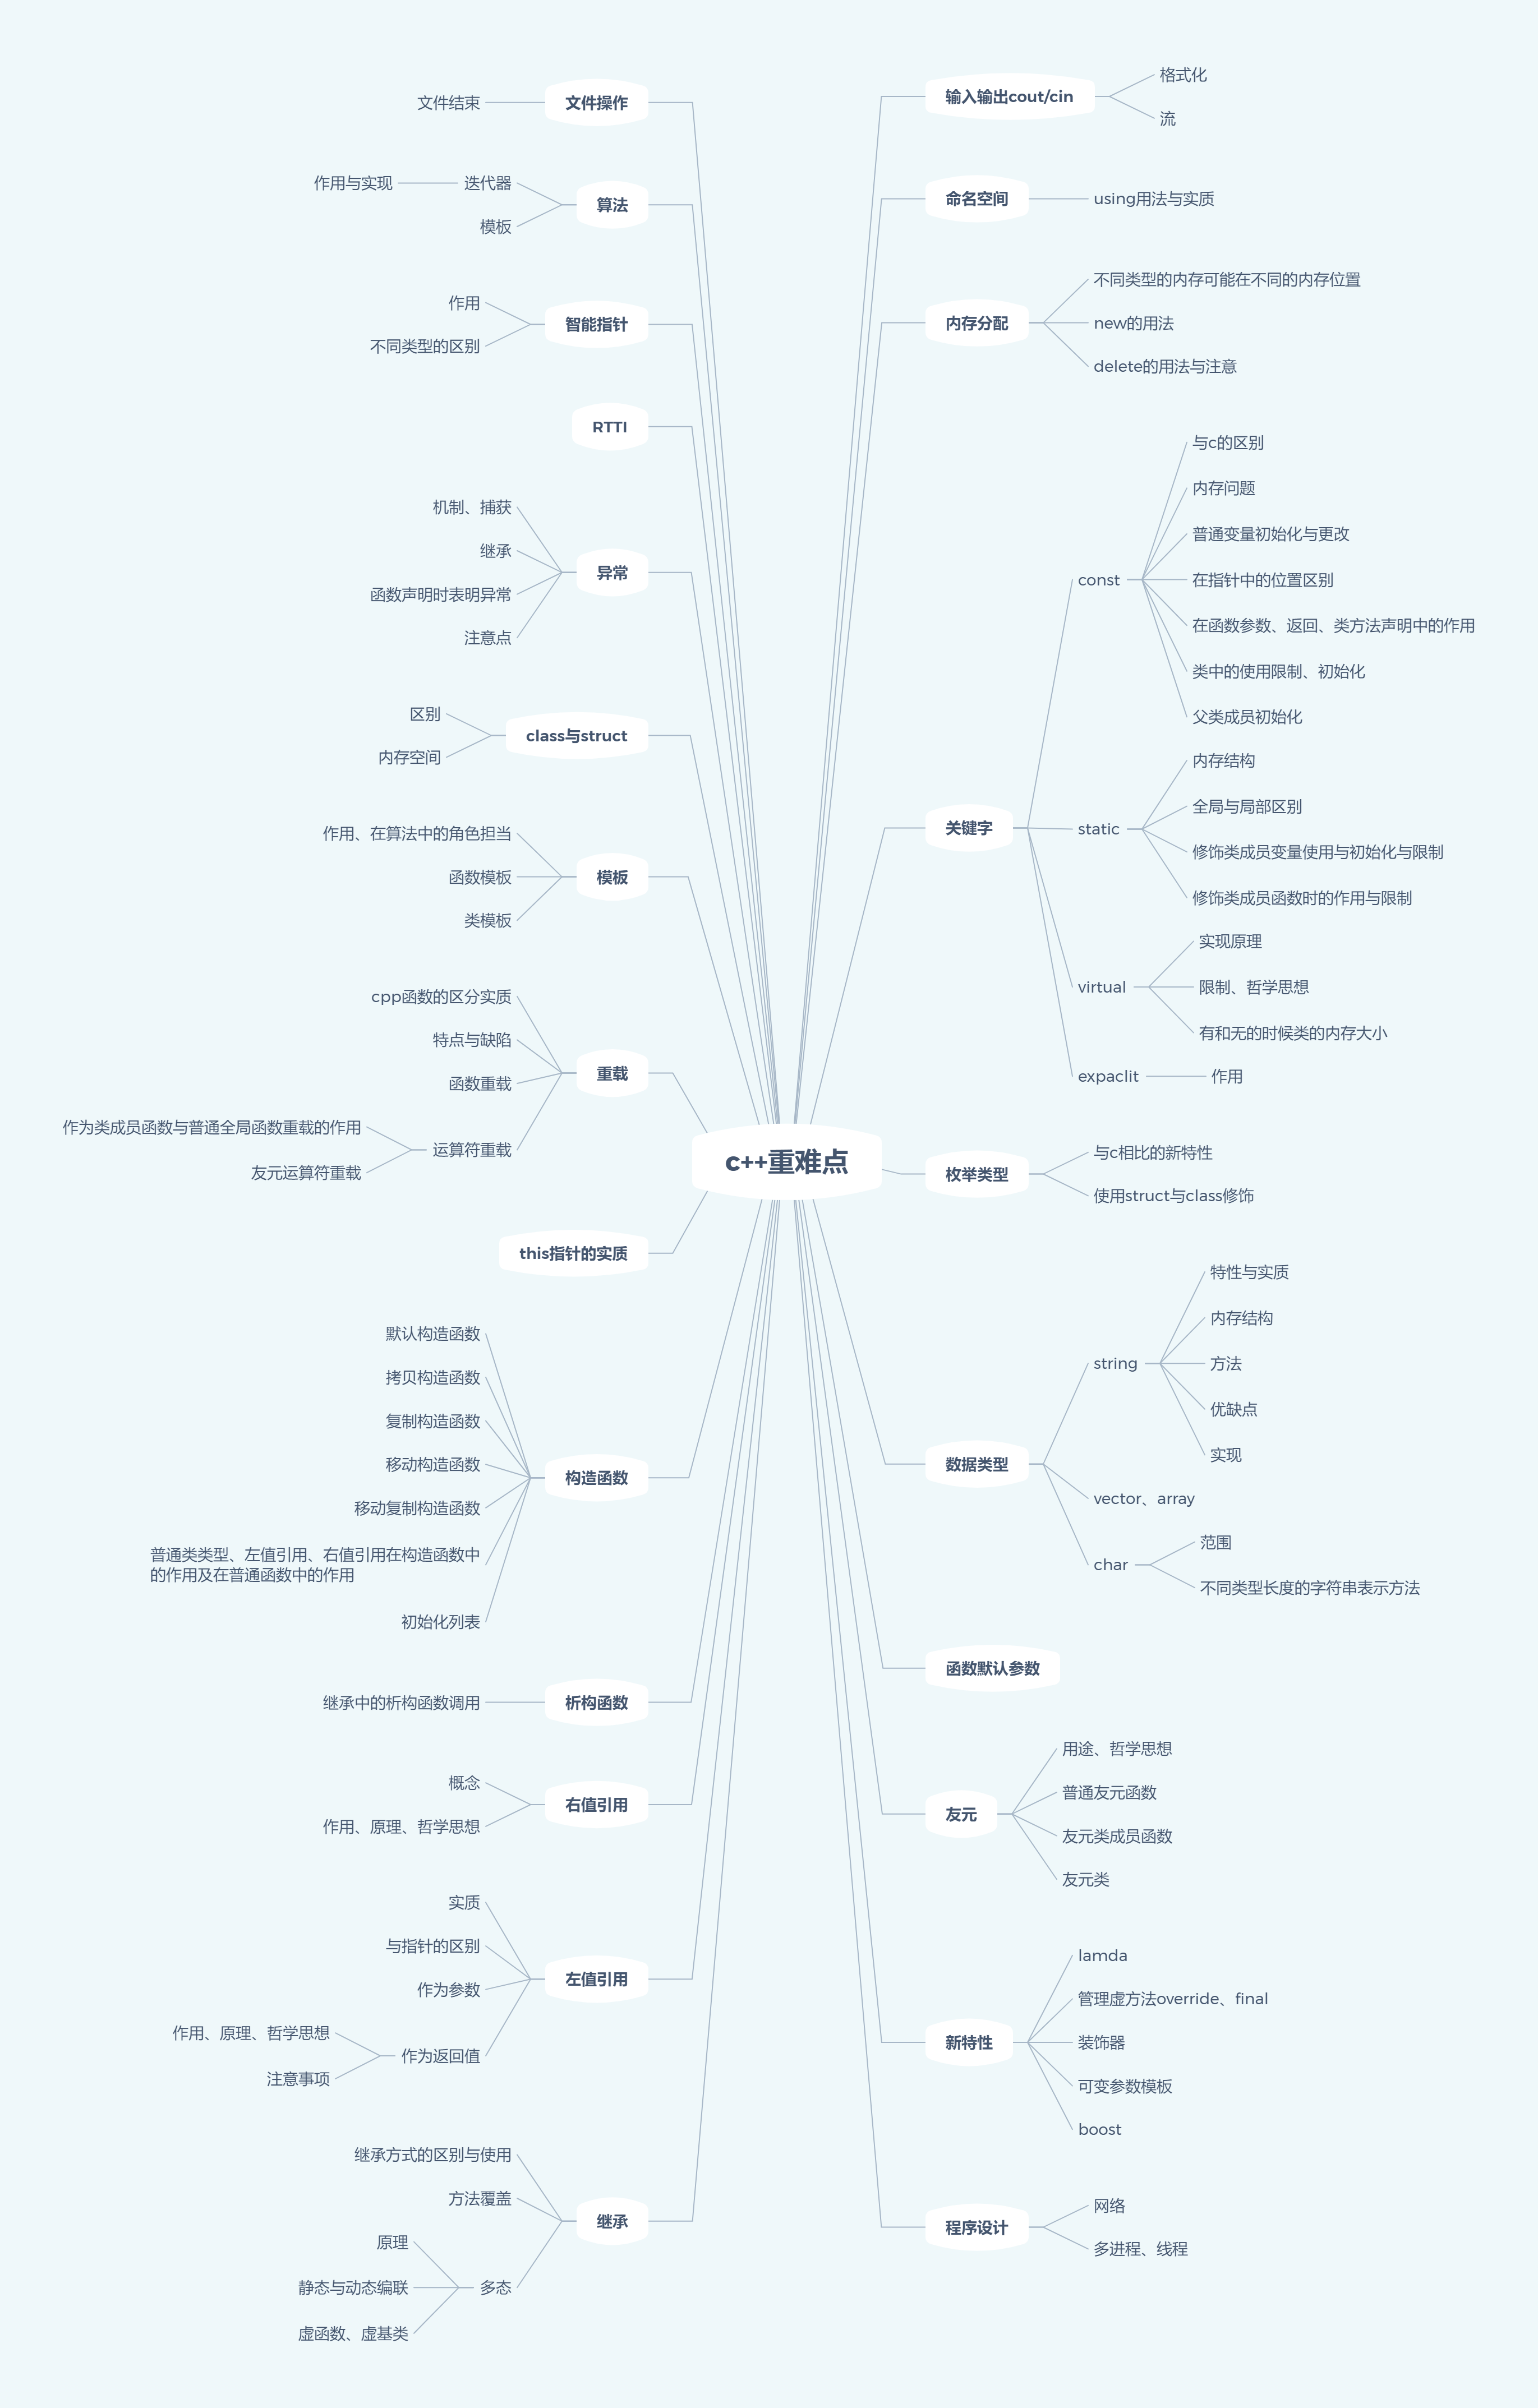 c++重难点
输入输出cout/cin
格式化
流
命名空间
using用法与实质
内存分配
不同类型的内存可能在不同的内存位置
new的用法
delete的用法与注意
关键字
const
与c的区别
内存问题
普通变量初始化与更改
在指针中的位置区别
在函数参数、返回、类方法声明中的作用
类中的使用限制、初始化
父类成员初始化
static
内存结构
全局与局部区别
修饰类成员变量使用与初始化与限制
修饰类成员函数时的作用与限制
virtual
实现原理
限制、哲学思想
有和无的时候类的内存大小
expaclit
作用
枚举类型
与c相比的新特性
使用struct与class修饰
数据类型
string
特性与实质
内存结构
方法
优缺点
实现
vector、array
char
范围
不同类型长度的字符串表示方法
函数默认参数
友元
用途、哲学思想
普通友元函数
友元类成员函数
友元类
新特性
lamda
管理虚方法override、final
装饰器
可变参数模板
boost
程序设计
网络
多进程、线程
文件操作
文件结束
算法
迭代器
作用与实现
模板
智能指针
作用
不同类型的区别
RTTI
异常
机制、捕获
继承
函数声明时表明异常
注意点
class与struct
区别
内存空间
模板
作用、在算法中的角色担当
函数模板
类模板
重载
cpp函数的区分实质
特点与缺陷
函数重载
运算符重载
作为类成员函数与普通全局函数重载的作用
友元运算符重载
this指针的实质
构造函数
默认构造函数
拷贝构造函数
复制构造函数
移动构造函数
移动复制构造函数
普通类类型、左值引用、右值引用在构造函数中
的作用及在普通函数中的作用
初始化列表
析构函数
继承中的析构函数调用
右值引用
概念
作用、原理、哲学思想
左值引用
实质
与指针的区别
作为参数
作为返回值
作用、原理、哲学思想
注意事项
继承
继承方式的区别与使用
方法覆盖
多态
原理
静态与动态编联
虚函数、虚基类